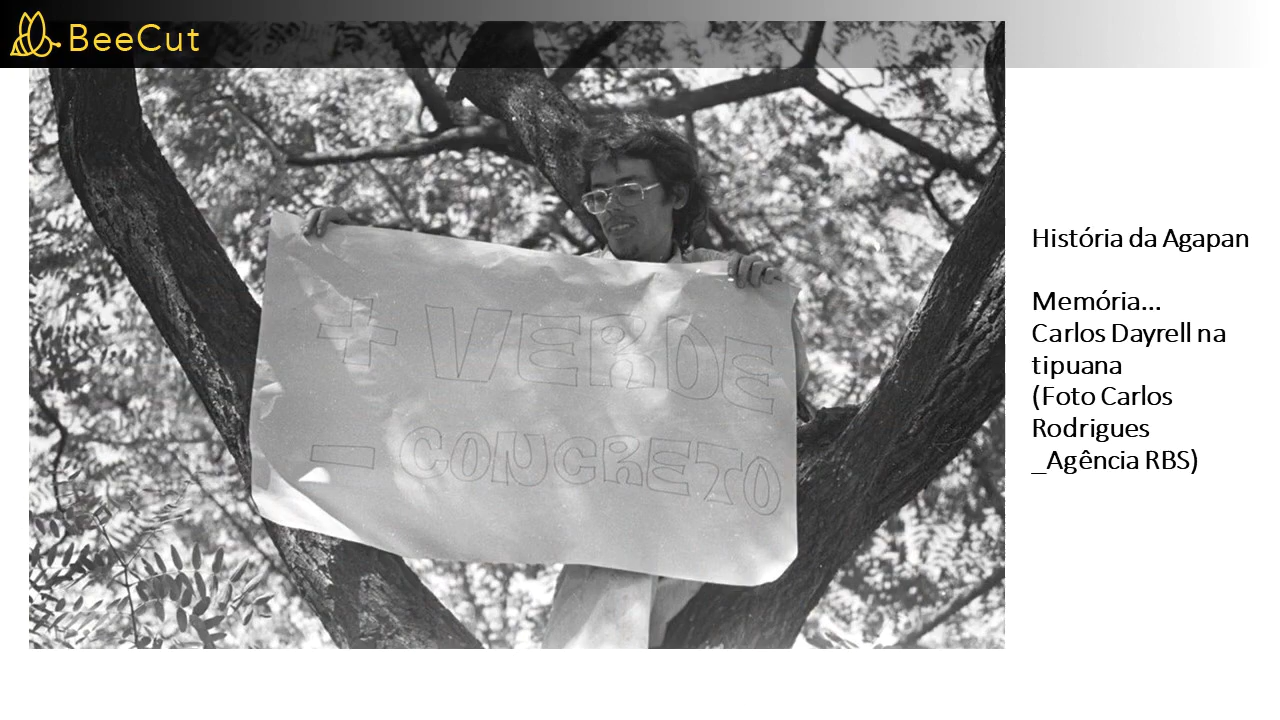 BeeCut
+ VERDE
- CONCRETO
História da Agapan
Memória...
Carlos Dayrell na
tipuana
(Foto Carlos
Rodrigues
_Agência RBS)